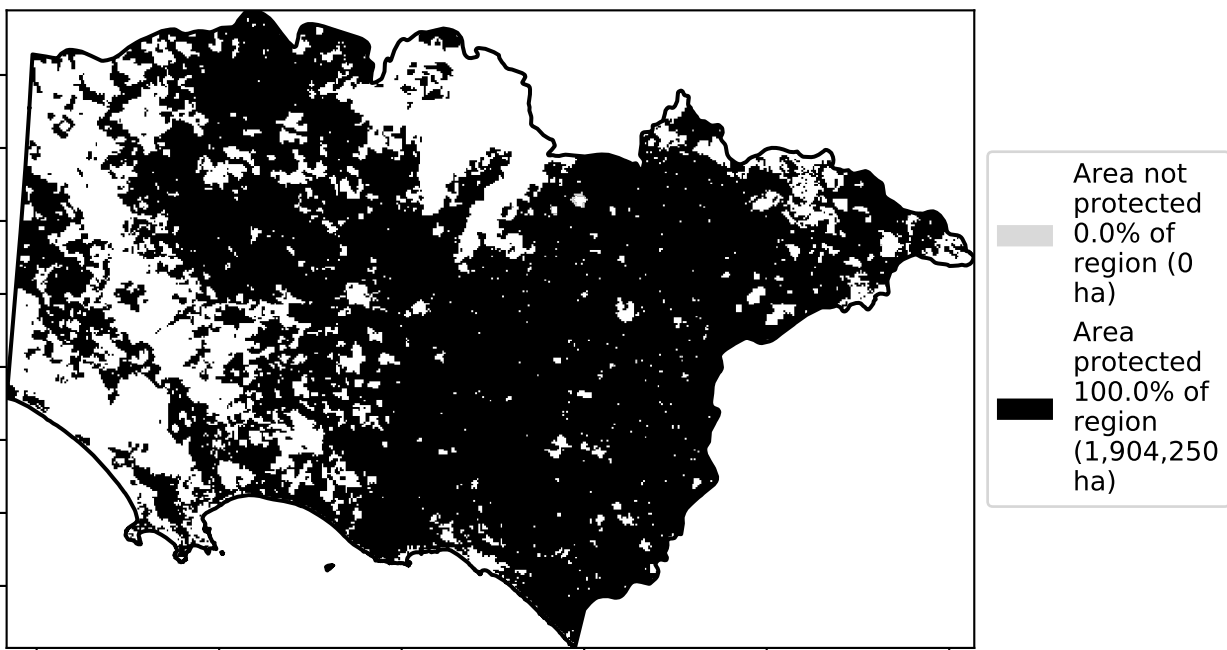 Area not
protected
0.0% of
region (0
ha)
Area
protected
100.0% of
region
(1,904,250
ha)